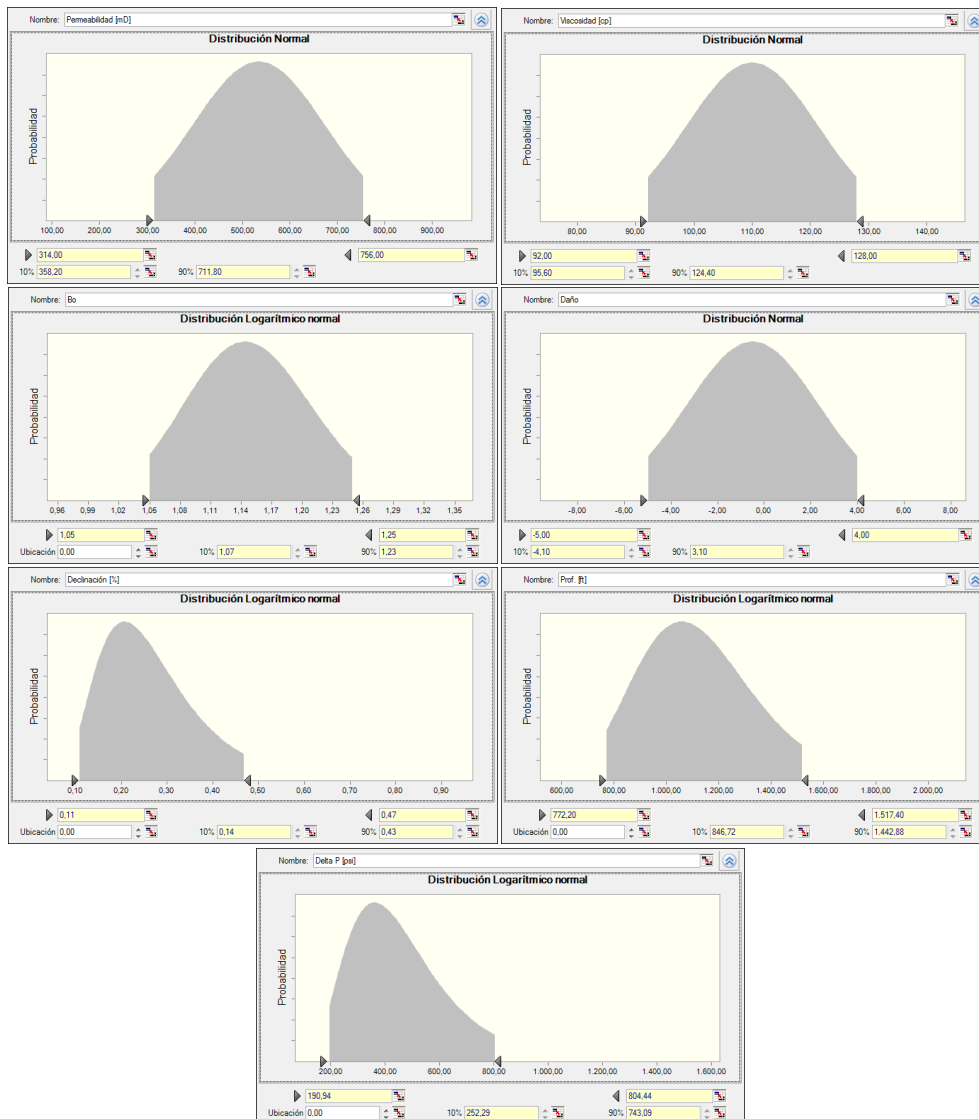 Nombre: Permeabilidad [mD]
Distribución Normal
Probabilidad
100,00 200,00 300,00 400,00 500,00 600,00 700,00 800,00 900,00
314,00 756,00
10% 358,20 90% 711,80
Nombre: Viscosidad [cp]
Distribución Normal
Probabilidad
80,00 90,00 100,00 110,00 120,00 130,00 140,00
92,00 128,00
10% 95,60 90% 124,40
Nombre: Bo
Distribución Logarítmico normal
Probabilidad
0,96 0,99 1,02 1,05 1,08 1,11 1,14 1,17 1,20 1,23 1,26 1,29 1,32 1,35
1,05 1,25
Ubicación 0,00 10% 1,07 90% 1,23
Nombre: Daño
Distribución Normal
Probabilidad
-8,00 -6,00 -4,00 -2,00 0,00 2,00 4,00 6,00 8,00
-5,00 4,00
10% -4,10 90% 3,10
Nombre: Declinación [%]
Distribución Logarítmico normal
Probabilidad
0,10 0,20 0,30 0,40 0,50 0,60 0,70 0,80 0,90
0,11 0,47
Ubicación 0,00 10% 0,14 90% 0,43
Nombre: Prof. [ft]
Distribución Logarítmico normal
Probabilidad
600,00 800,00 1.000,00 1.200,00 1.400,00 1.600,00 1.800,00 2.000,00
772,20 1.517,40
Ubicación 0,00 10% 846,72 90% 1.442,88
Nombre: Delta P [psi]
Distribución Logarítmico normal
Probabilidad
200,00 400,00 600,00 800,00 1.000,00 1.200,00 1.400,00 1.600,00
190,94 804,44
Ubicación 0,00 10% 252,29 90% 743,09